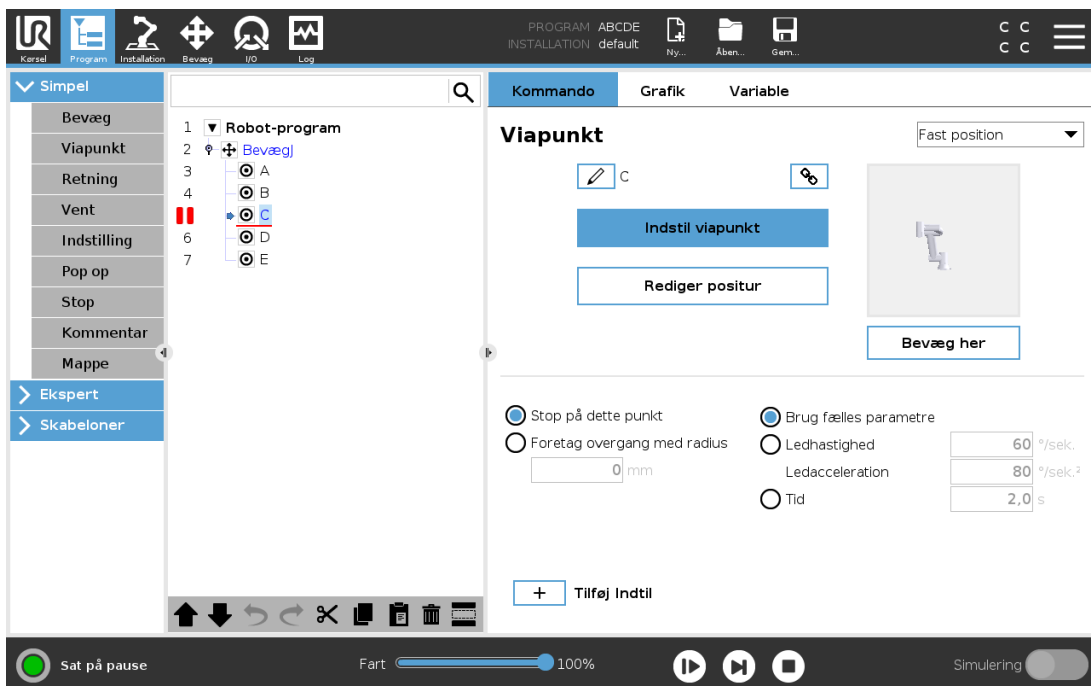 PROGRAM ABCDE
INSTALLATION default
C C
C C
Kørsel Program Installation Bevæg I/O Log Ny... Åben... Gem...
Simpel
Bevæg
Viapunkt
Retning
Vent
Indstilling
Pop op
Stop
Kommentar
Mappe
Ekspert
Skabeloner
1 Robot-program
2 BevægJ
3 A
4 B
C
6 D
7 E
Kommando Grafik Variable
Viapunkt Fast position
C
Indstil viapunkt
Rediger positur
Bevæg her
Stop på dette punkt
Foretag overgang med radius
0 mm
Brug fælles parametre
Ledhastighed 60 °/sek.
Ledacceleration 80 °/sek.²
Tid 2,0 s
+ Tilføj Indtil
Sat på pause Fart 100% Simulering